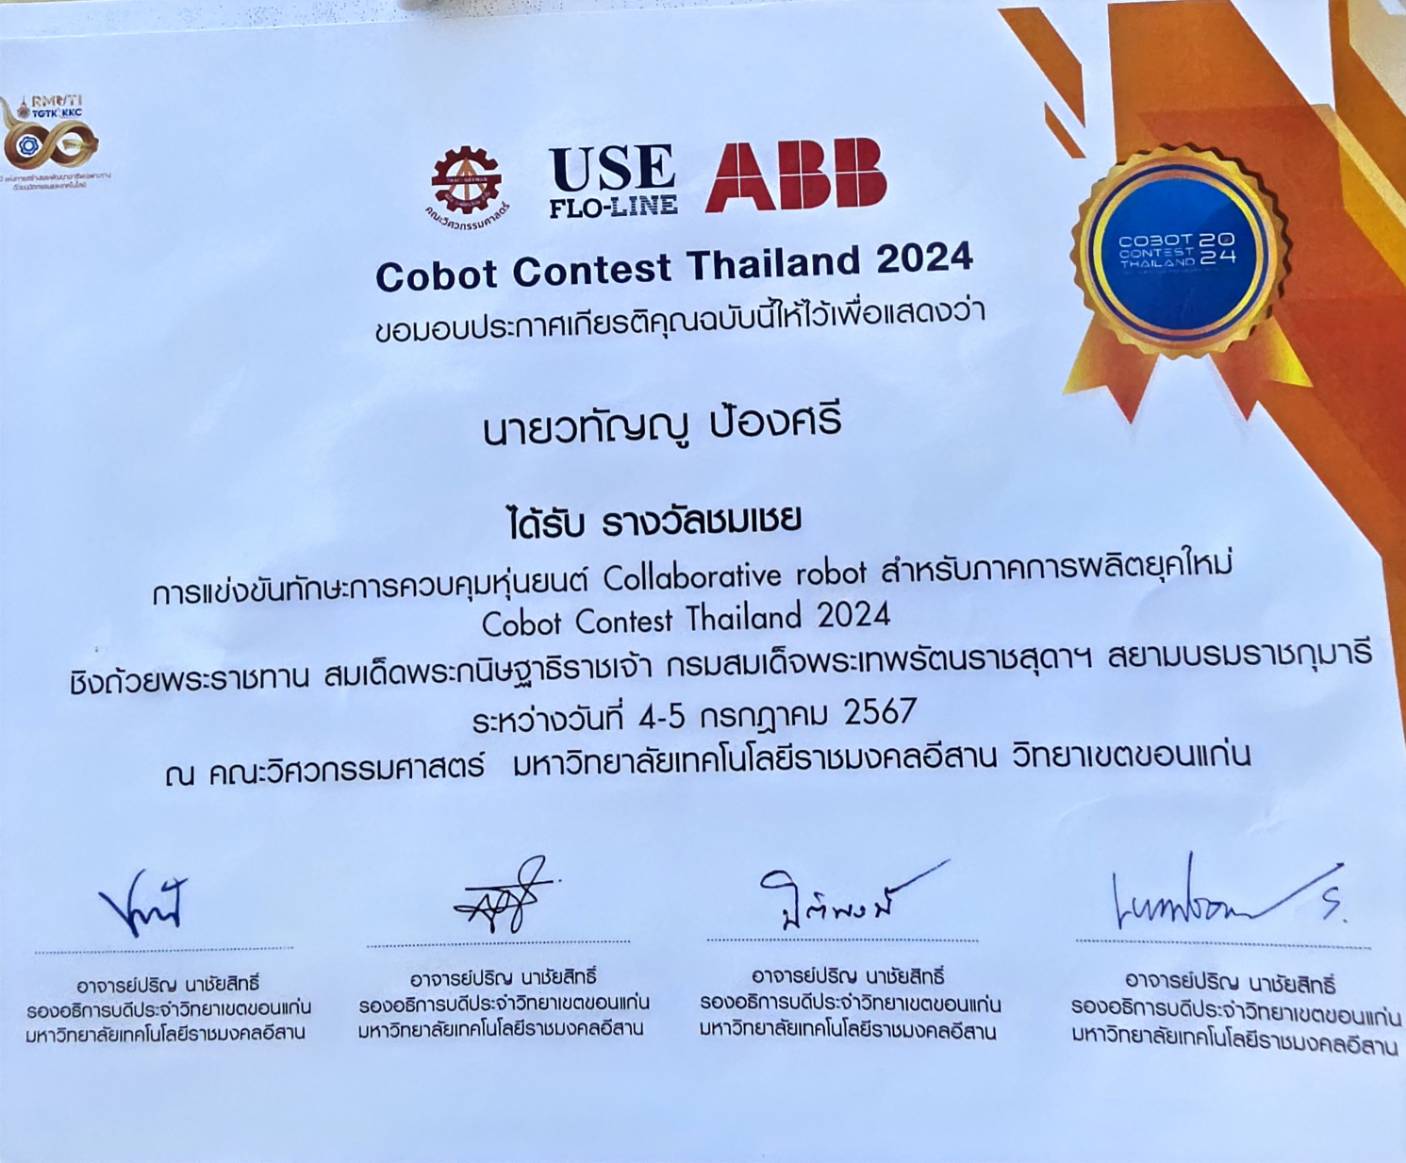 RMUTI
TGTK KKC
คณะวิศวกรรมศาสตร์
USE
FLO-LINE
ABB
COBOT
CONTEST
THAILAND
2024
Cobot Contest Thailand 2024
ขอมอบประกาศเกียรติคุณฉบับนี้ให้ไว้เพื่อแสดงว่า
นายวทัญญู ป้องศรี
ได้รับ รางวัลชมเชย
การแข่งขันทักษะการควบคุมหุ่นยนต์ Collaborative robot สำหรับภาคการผลิตยุคใหม่
Cobot Contest Thailand 2024
ชิงถ้วยพระราชทาน สมเด็ดพระกนิษฐาธิราชเจ้า กรมสมเด็จพระเทพรัตนราชสุดาฯ สยามบรมราชกุมารี
ระหว่างวันที่ 4-5 กรกฎาคม 2567
ณ คณะวิศวกรรมศาสตร์ มหาวิทยาลัยเทคโนโลยีราชมงคลอีสาน วิทยาเขตขอนแก่น
อาจารย์ปริญ นาชัยสิทธิ์
รองอธิการบดีประจำวิทยาเขตขอนแก่น
มหาวิทยาลัยเทคโนโลยีราชมงคลอีสาน
อาจารย์ปริญ นาชัยสิทธิ์
รองอธิการบดีประจำวิทยาเขตขอนแก่น
มหาวิทยาลัยเทคโนโลยีราชมงคลอีสาน
อาจารย์ปริญ นาชัยสิทธิ์
รองอธิการบดีประจำวิทยาเขตขอนแก่น
มหาวิทยาลัยเทคโนโลยีราชมงคลอีสาน
อาจารย์ปริญ นาชัยสิทธิ์
รองอธิการบดีประจำวิทยาเขตขอนแก่น
มหาวิทยาลัยเทคโนโลยีราชมงคลอีสาน